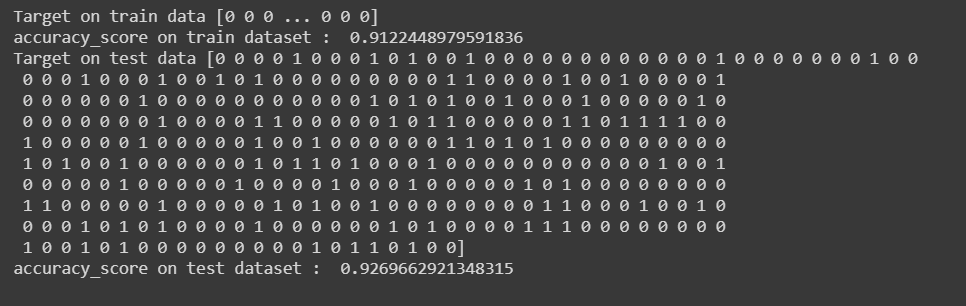 Target on train data [0 0 0 ... 0 0 0]
accuracy_score on train dataset :  0.9122448979591836
Target on test data [0 0 0 0 1 0 0 0 1 0 1 0 0 1 0 0 0 0 0 0 0 0 0 0 0 0 1 0 0 0 0 0 0 0 1 0 0
 0 0 0 1 0 0 0 1 0 0 1 0 1 0 0 0 0 0 0 0 0 0 1 1 0 0 0 0 1 0 0 1 0 0 0 0 1
 0 0 0 0 0 0 1 0 0 0 0 0 0 0 0 0 0 0 1 0 1 0 1 0 0 1 0 0 0 1 0 0 0 0 0 1 0
 0 0 0 0 0 0 0 1 0 0 0 0 1 1 0 0 0 0 0 1 0 1 1 0 0 0 0 0 1 1 0 1 1 1 1 0 0
 1 0 0 0 0 0 1 0 0 0 0 0 1 0 0 1 0 0 0 0 0 0 1 1 0 1 0 1 0 0 0 0 0 0 0 0 0
 1 0 1 0 0 1 0 0 0 0 0 0 1 0 1 1 0 1 0 0 0 1 0 0 0 0 0 0 0 0 0 0 0 1 0 0 1
 0 0 0 0 0 1 0 0 0 0 0 1 0 0 0 0 1 0 0 0 1 0 0 0 0 0 1 0 1 0 0 0 0 0 0 0 0
 1 1 0 0 0 0 0 1 0 0 0 0 0 1 0 1 0 0 1 0 0 0 0 0 0 0 0 1 1 0 0 0 1 0 0 1 0
 0 0 0 1 0 1 0 1 0 0 0 0 1 0 0 0 0 0 0 1 0 1 0 0 0 0 1 1 1 0 0 0 0 0 0 0 0
 1 0 0 1 0 1 0 0 0 0 0 0 0 0 0 1 0 1 1 0 1 0 0]
accuracy_score on test dataset :  0.9269662921348315